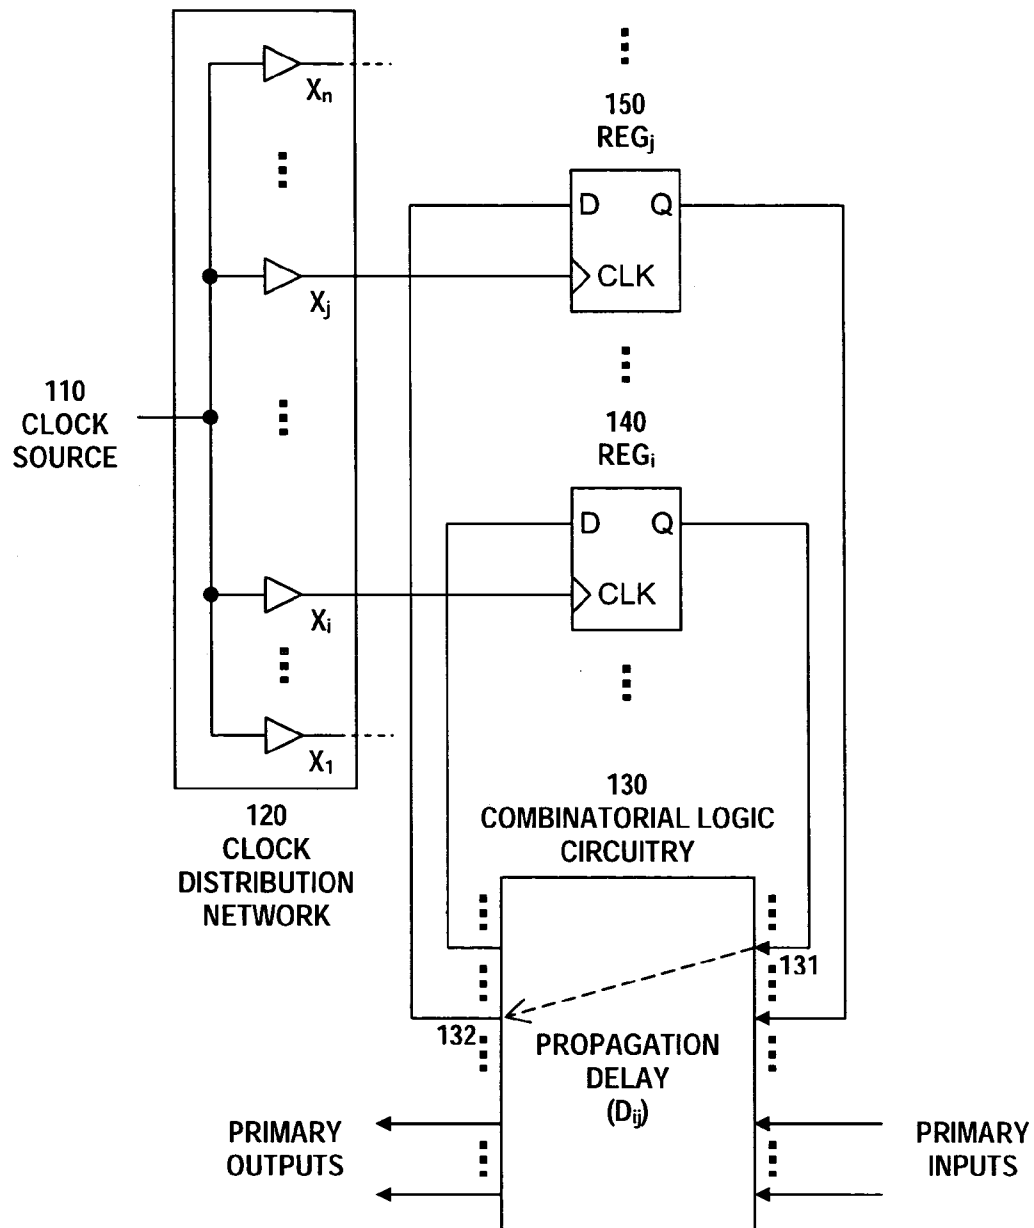 Xn
150
REGj
D Q
CLK
Xj
110
CLOCK
SOURCE
140
REGi
D Q
CLK
Xi
X1
120
CLOCK
DISTRIBUTION
NETWORK
130
COMBINATORIAL LOGIC
CIRCUITRY
131
132
PROPAGATION
DELAY
(Dij)
PRIMARY
OUTPUTS
PRIMARY
INPUTS